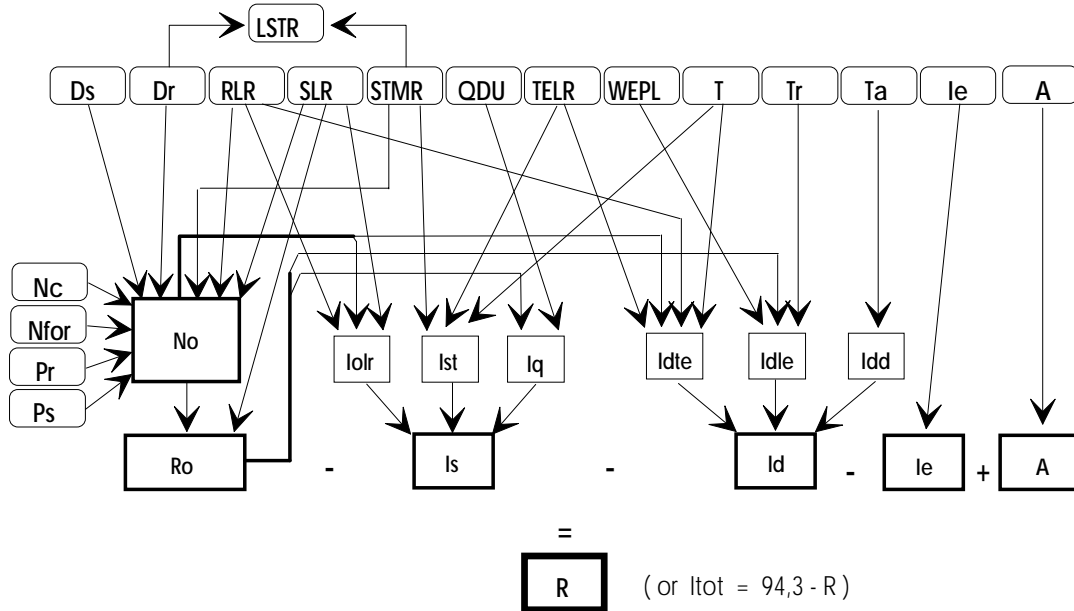 LSTR
Ds Dr RLR SLR STMR QDU TELR WEPL T Tr Ta Ie A
Nc
Nfor
Pr
Ps
No
Iolr Ist Iq Idte Idle Idd
Ro - Is - Id - Ie + A
=
R ( or Itot = 94,3 - R )